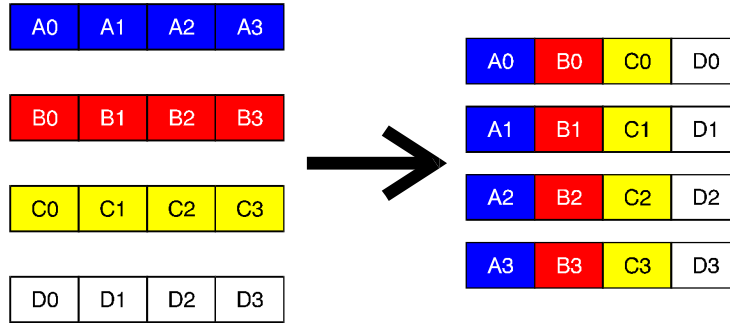 A0 A1 A2 A3
B0 B1 B2 B3
C0 C1 C2 C3
D0 D1 D2 D3
A0 B0 C0 D0
A1 B1 C1 D1
A2 B2 C2 D2
A3 B3 C3 D3